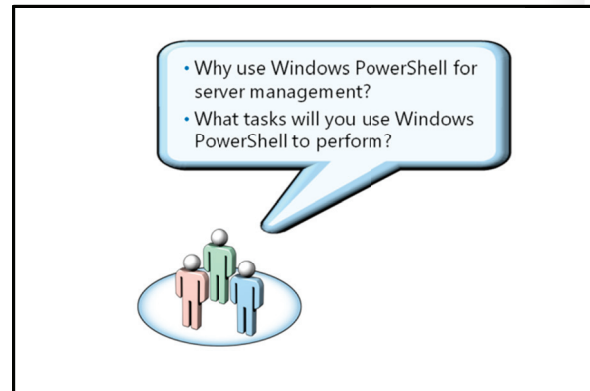 • Why use Windows PowerShell for
server management?
• What tasks will you use Windows
PowerShell to perform?